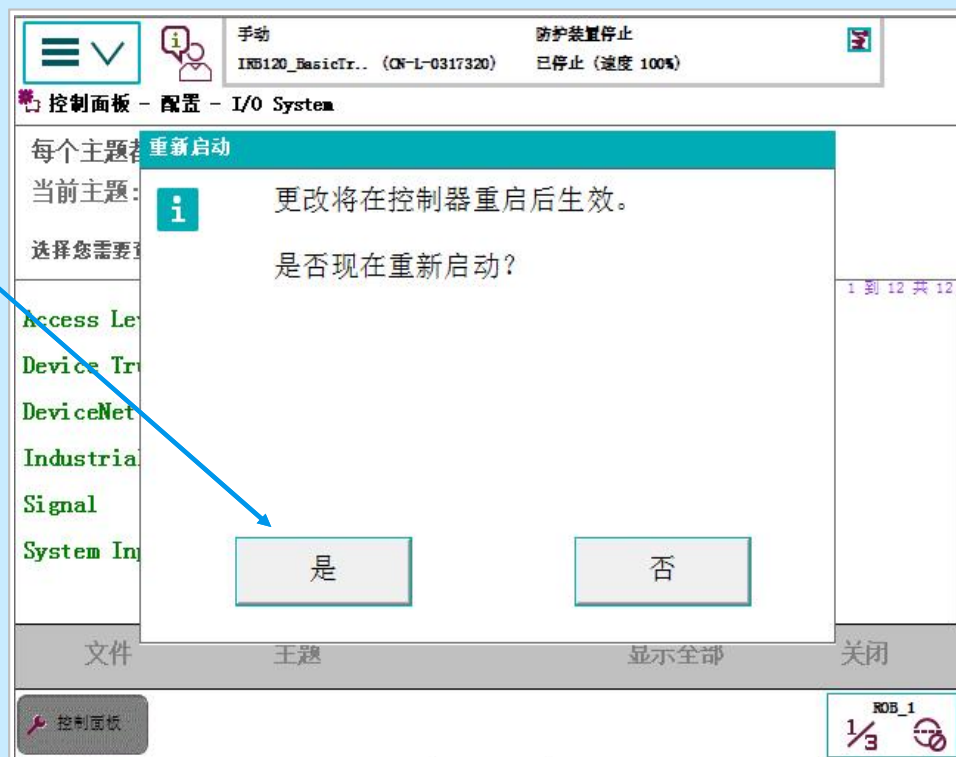 手动
防护装置停止
IRB120_BasicTr.. (CN-L-0317320)
已停止 (速度 100%)
控制面板 - 配置 - I/O System
每个主题
当前主题:
选择您需要
重新启动
i
更改将在控制器重启后生效。
是否现在重新启动?
1 到 12 共 12
Access Le
Device Tr
DeviceNet
Industrial
Signal
System In
是
否
文件
主题
显示全部
关闭
控制面板
ROB_1
1/3